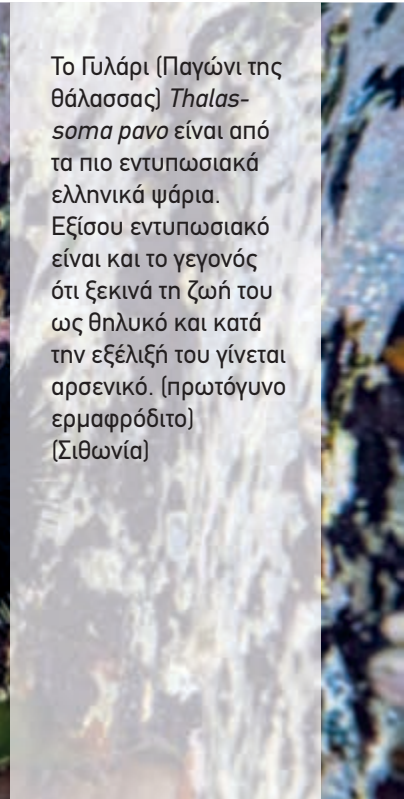 Το Γυλάρι (Παγώνι της
θάλασσας) Thalas-
soma pavo είναι από
τα πιο εντυπωσιακά
ελληνικά ψάρια.
Εξίσου εντυπωσιακό
είναι και το γεγονός
ότι ξεκινά τη ζωή του
ως θηλυκό και κατά
την εξέλιξή του γίνεται
αρσενικό. (πρωτόγυνο
ερμαφρόδιτο)
(Σιθωνία)